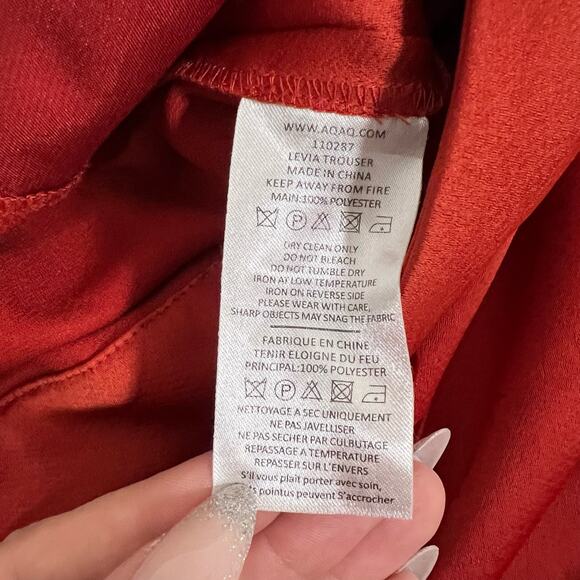 WWW.AQAQ.COM
110287
LEVIA TROUSER
MADE IN CHINA
KEEP AWAY FROM FIRE
MAIN:100% POLYESTER
P
DRY CLEAN ONLY
DO NOT BLEACH
DO NOT TUMBLE DRY
IRON AT LOW TEMPERATURE
IRON ON REVERSE SIDE
PLEASE WEAR WITH CARE,
SHARP OBJECTS MAY SNAG THE FABRIC
FABRIQUE EN CHINE
TENIR ELOIGNE DU FEU
PRINCIPAL:100% POLYESTER
P
NETTOYAGE A SEC UNIQUEMENT
NE PAS JAVELLISER
NE PAS SECHER PAR CULBUTAGE
REPASSAGE A TEMPERATURE
REPASSER SUR L'ENVERS
S'il vous plait porter avec soin,
pointus peuvent S'accrocher